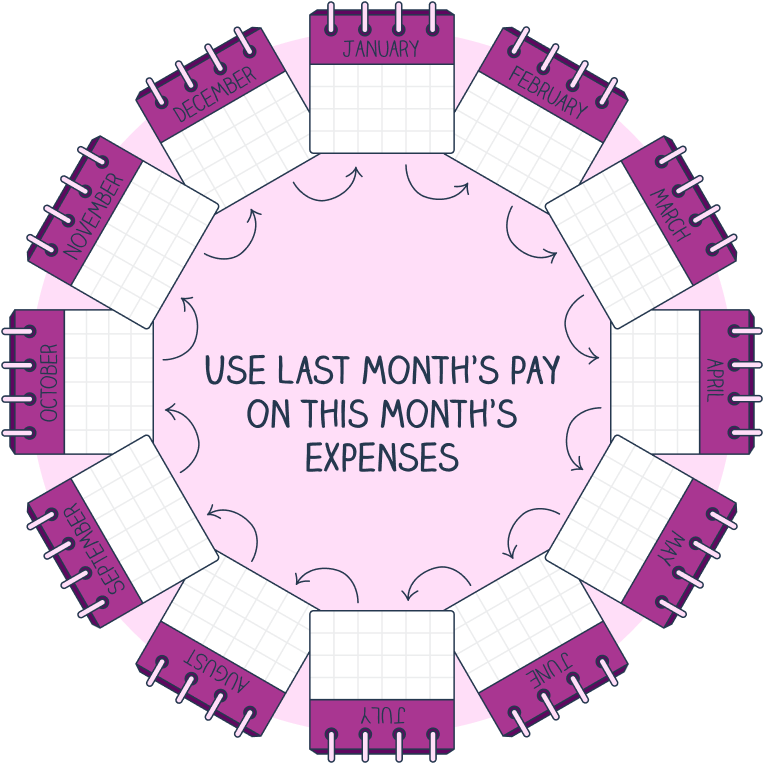 JANUARY
FEBRUARY
MARCH
APRIL
MAY
JUNE
JULY
AUGUST
SEPTEMBER
OCTOBER
NOVEMBER
DECEMBER
USE LAST MONTH'S PAY
ON THIS MONTH'S
EXPENSES